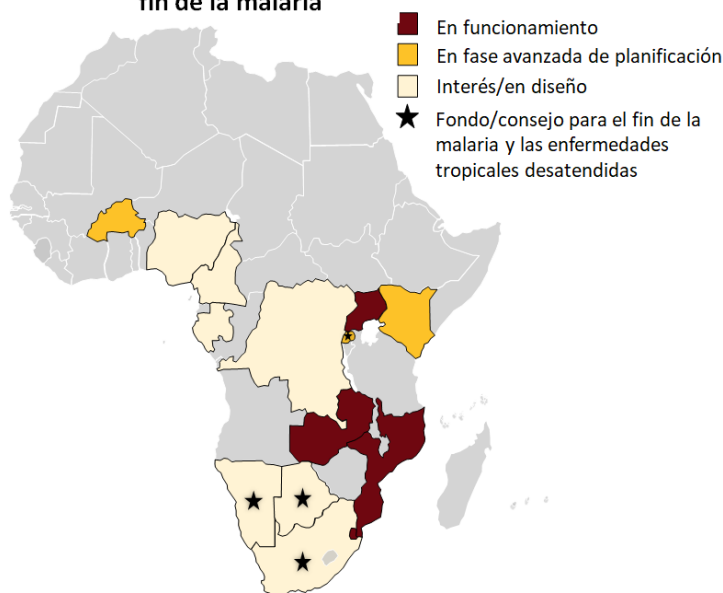 fin de la malaria
En funcionamiento
En fase avanzada de planificación
Interés/en diseño
Fondo/consejo para el fin de la
malaria y las enfermedades
tropicales desatendidas